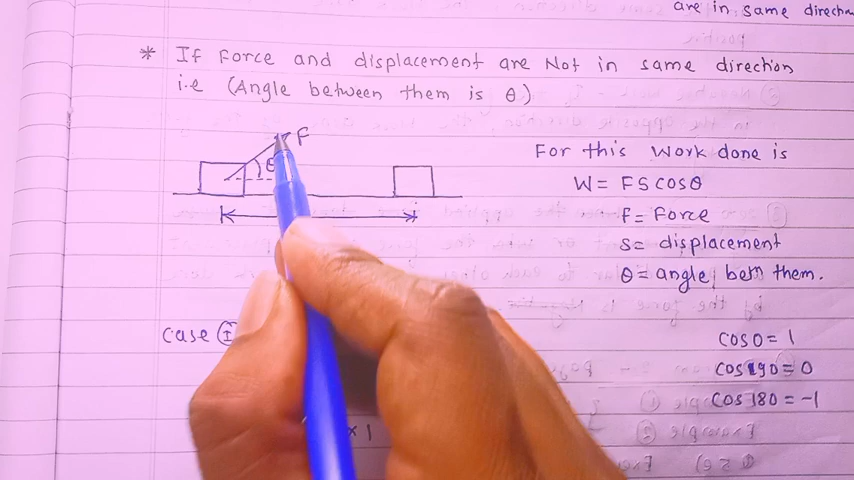 are in same direction
* If Force and displacement are Not in same direction
i.e (Angle between them is θ)
F
θ
For this Work done is
W = FS cosθ
F = Force
S = displacement
θ = angle betn them.
Case I
cos 0 = 1
cos 90 = 0
cos 180 = -1
× 1